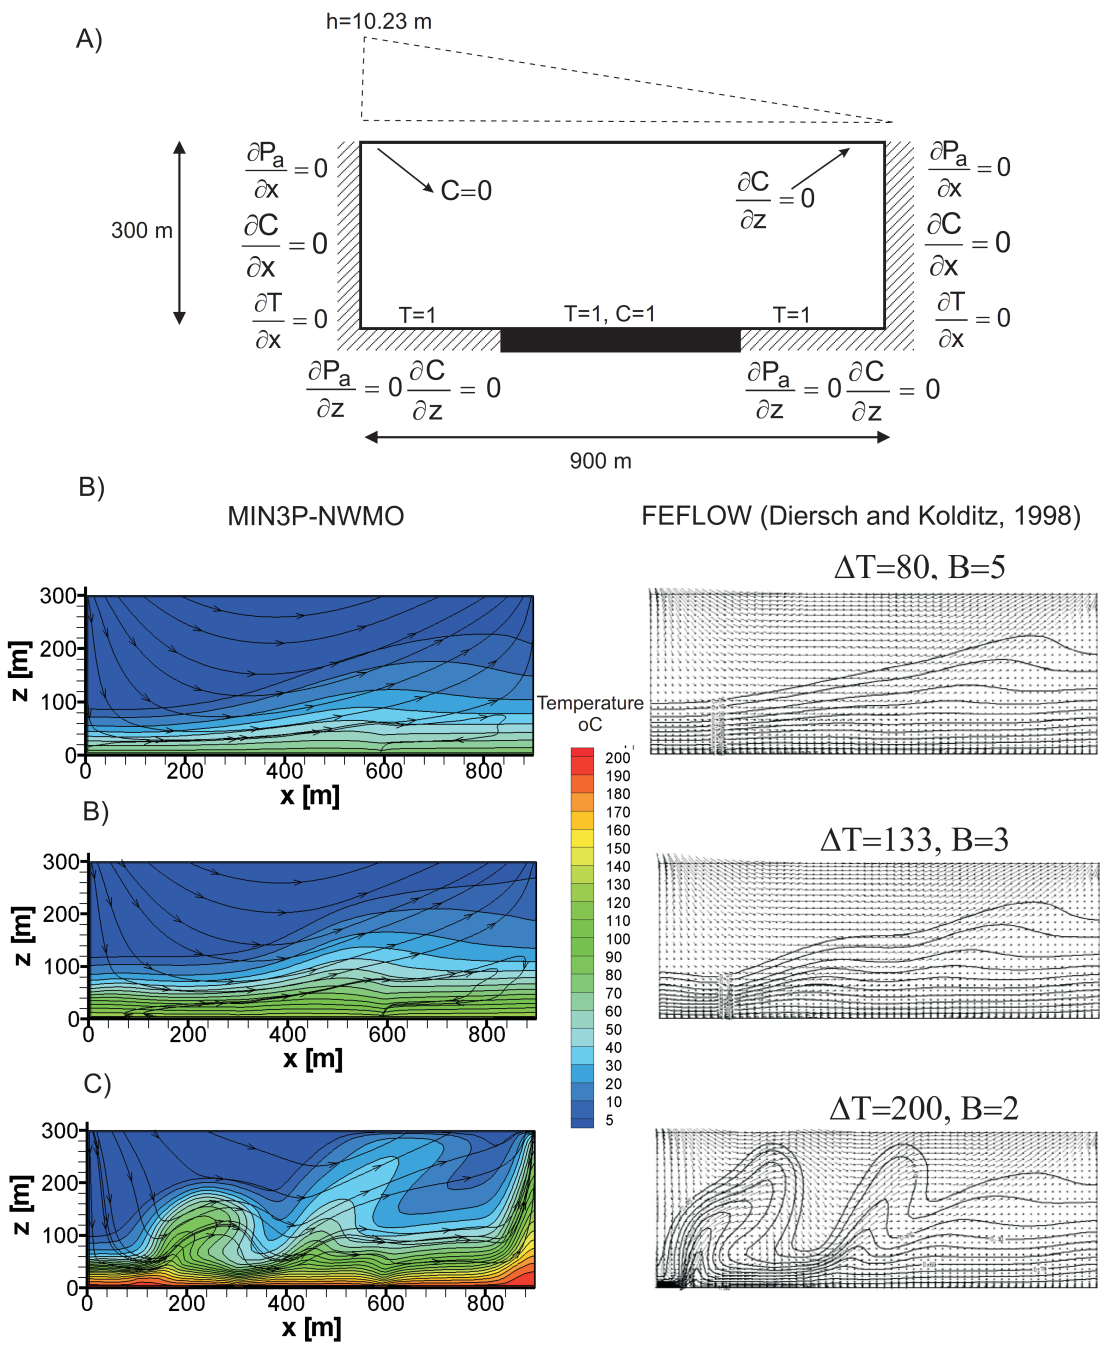 h=10.23 m
A)
∂Pa/∂x = 0
∂Pa/∂x = 0
C=0
∂C/∂z = 0
300 m
∂C/∂x = 0
∂C/∂x = 0
∂T/∂x = 0
∂T/∂x = 0
T=1
T=1, C=1
T=1
∂Pa/∂z = 0 ∂C/∂z = 0
∂Pa/∂z = 0 ∂C/∂z = 0
900 m
B)
MIN3P-NWMO
FEFLOW (Diersch and Kolditz, 1998)
ΔT=80, B=5
300
200
100
0
z [m]
0 200 400 600 800
x [m]
Temperature
oC
200
190
180
170
160
150
140
130
120
110
100
90
80
70
60
50
40
30
20
10
5
B)
ΔT=133, B=3
300
200
100
0
z [m]
0 200 400 600 800
x [m]
C)
ΔT=200, B=2
300
200
100
0
z [m]
0 200 400 600 800
x [m]